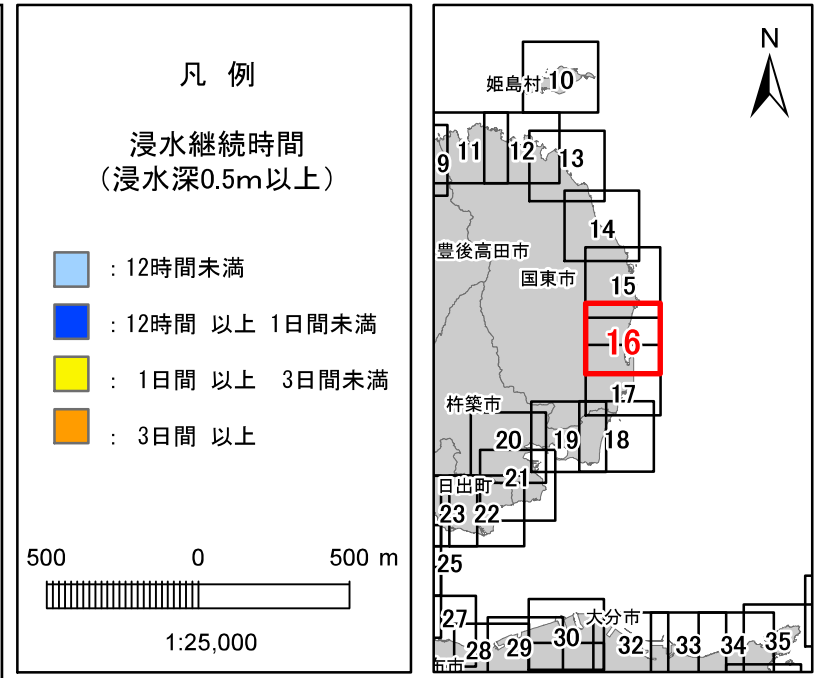 凡 例
浸水継続時間
（浸水深0.5m以上）
：12時間未満
：12時間 以上 1日間未満
： 1日間 以上 3日間未満
： 3日間 以上
500 0 500 m
1:25,000
N
姫島村 10
9 11 12 13
14
豊後高田市
国東市
15
16
17
杵築市
20 19 18
日出町 21
23 22
25
27 大分市
28 29 30 32 33 34 35
市